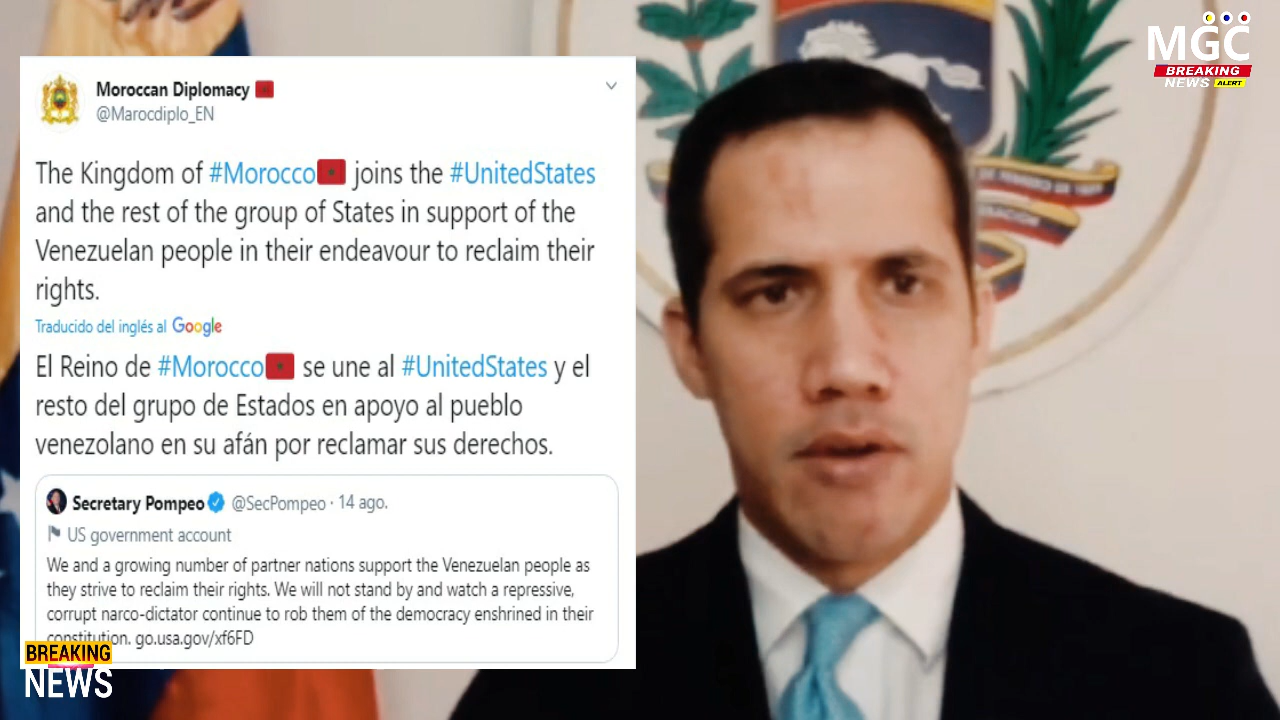 Moroccan Diplomacy
@Marocdiplo_EN
The Kingdom of #Morocco joins the #UnitedStates
and the rest of the group of States in support of the
Venezuelan people in their endeavour to reclaim their
rights.
Traducido del inglés al Google
El Reino de #Morocco se une al #UnitedStates y el
resto del grupo de Estados en apoyo al pueblo
venezolano en su afán por reclamar sus derechos.
Secretary Pompeo @SecPompeo · 14 ago.
US government account
We and a growing number of partner nations support the Venezuelan people as
they strive to reclaim their rights. We will not stand by and watch a repressive,
corrupt narco-dictator continue to rob them of the democracy enshrined in their
constitution. go.usa.gov/xf6FD
BREAKING
NEWS
MGC
BREAKING
NEWS ALERT